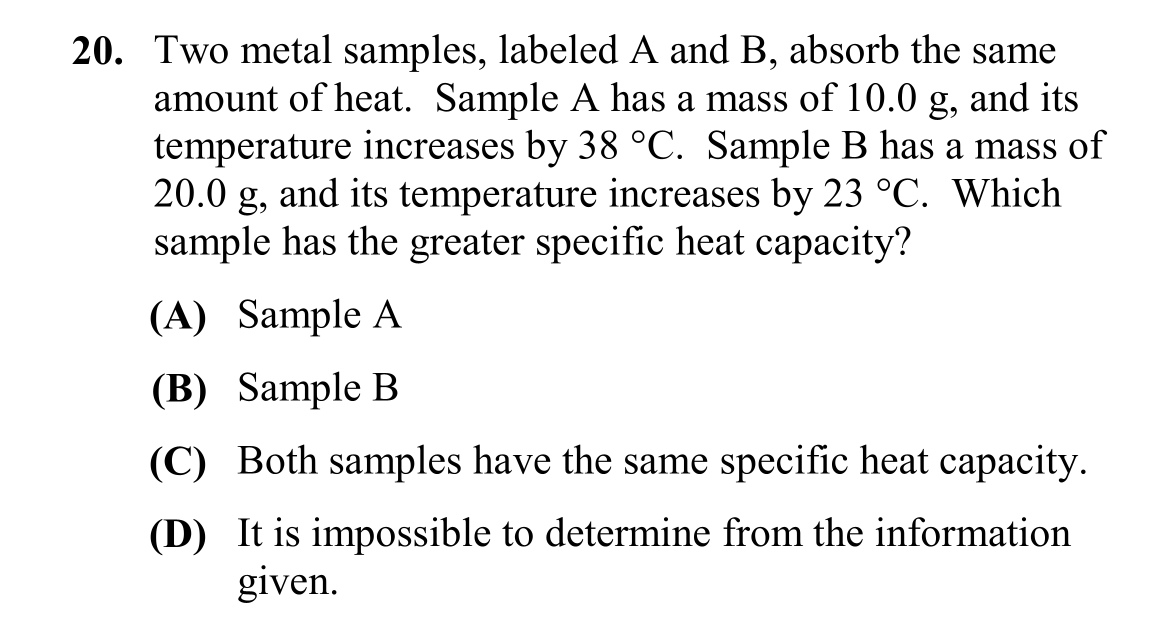 20. Two metal samples, labeled A and B, absorb the same
amount of heat. Sample A has a mass of 10.0 g, and its
temperature increases by 38 °C. Sample B has a mass of
20.0 g, and its temperature increases by 23 °C. Which
sample has the greater specific heat capacity?
(A) Sample A
(B) Sample B
(C) Both samples have the same specific heat capacity.
(D) It is impossible to determine from the information
given.